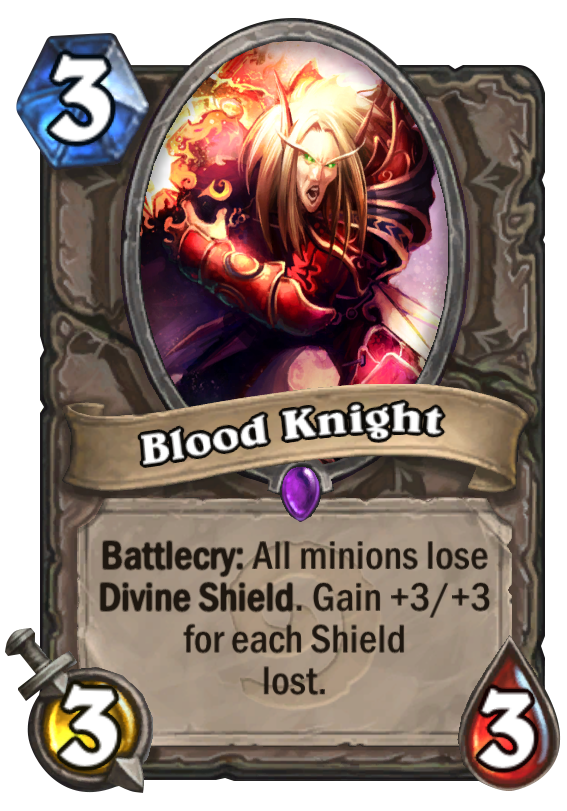 3
Blood Knight
Battlecry: All minions lose
Divine Shield. Gain +3/+3
for each Shield
lost.
3
3